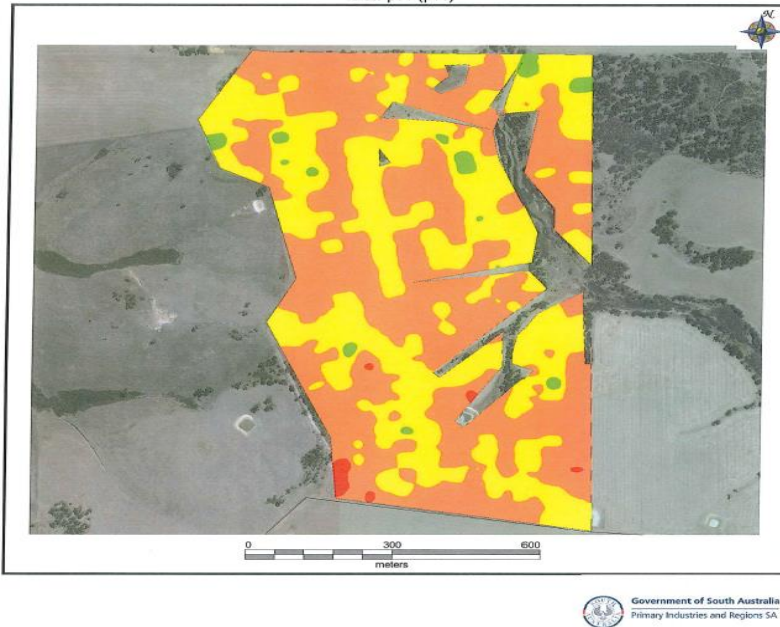 N
0 300 600
meters
Government of South Australia
Primary Industries and Regions SA